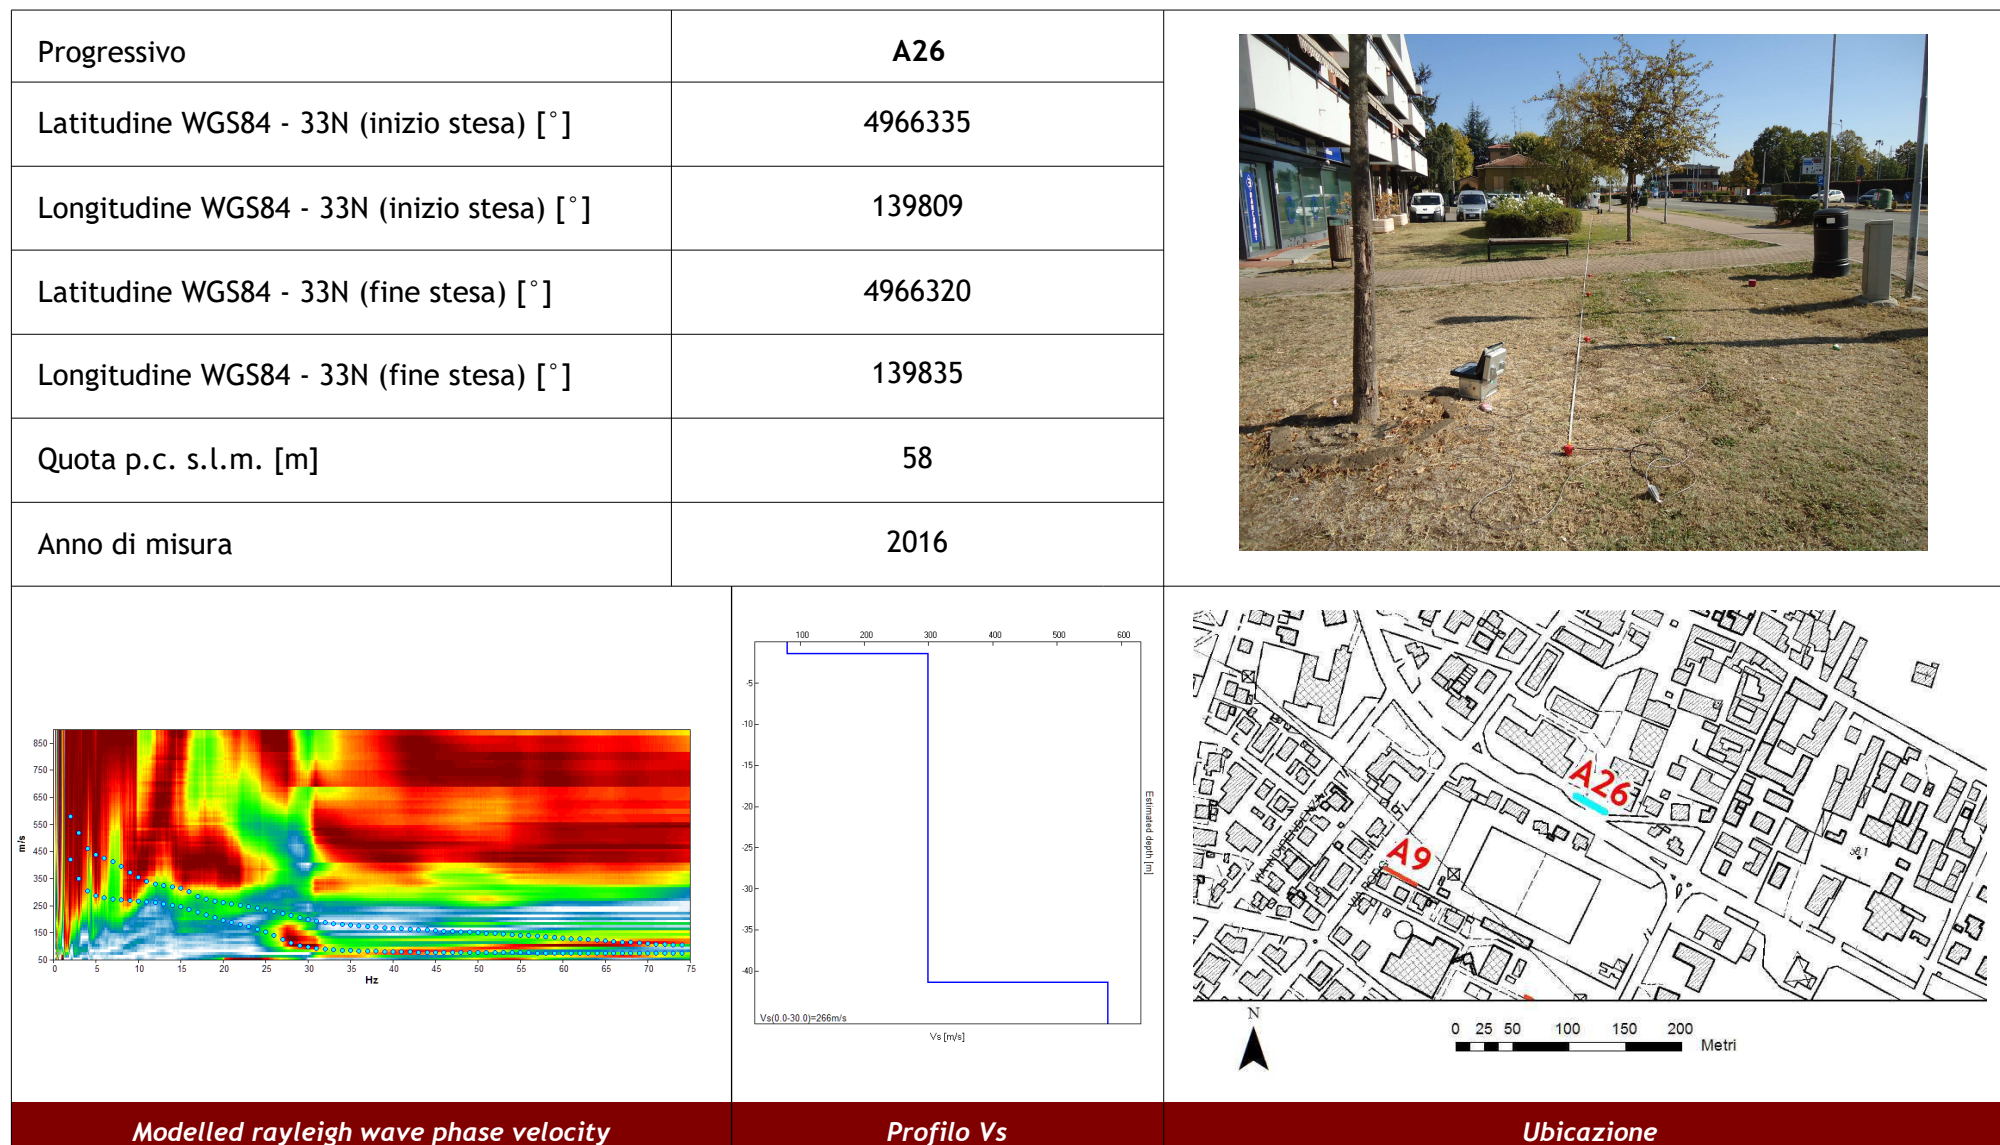 Progressivo
A26
Latitudine WGS84 - 33N (inizio stesa) [°]
4966335
Longitudine WGS84 - 33N (inizio stesa) [°]
139809
Latitudine WGS84 - 33N (fine stesa) [°]
4966320
Longitudine WGS84 - 33N (fine stesa) [°]
139835
Quota p.c. s.l.m. [m]
58
Anno di misura
2016
850
750
650
550
450
350
250
150
50
m/s
0 5 10 15 20 25 30 35 40 45 50 55 60 65 70 75
Hz
100 200 300 400 500 600
-5
-10
-15
-20
-25
-30
-35
-40
Estimated depth [m]
Vs(0.0-30.0)=266m/s
Vs [m/s]
A26
A9
58.1
N
0 25 50 100 150 200
Metri
Modelled rayleigh wave phase velocity
Profilo Vs
Ubicazione